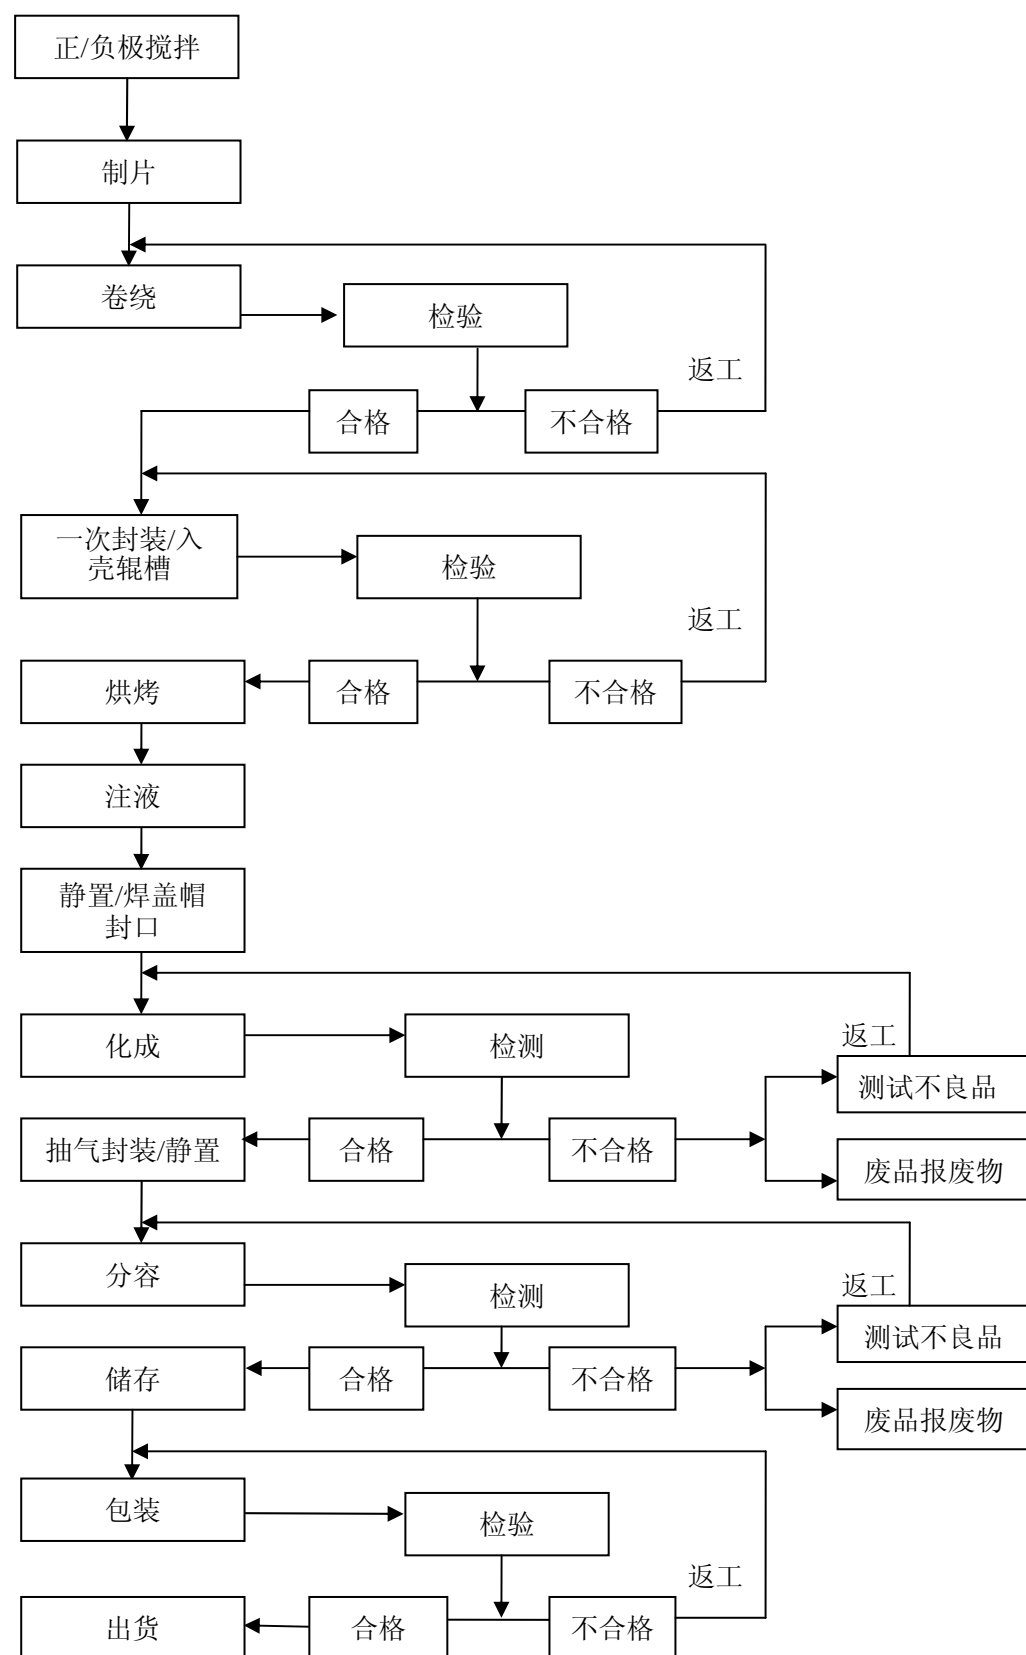 正/负极搅拌
制片
卷绕
检验
返工
合格
不合格
一次封装/入
壳辊槽
检验
返工
烘烤
合格
不合格
注液
静置/焊盖帽
封口
化成
检测
返工
测试不良品
抽气封装/静置
合格
不合格
废品报废物
分容
检测
返工
测试不良品
储存
合格
不合格
废品报废物
包装
检验
返工
出货
合格
不合格